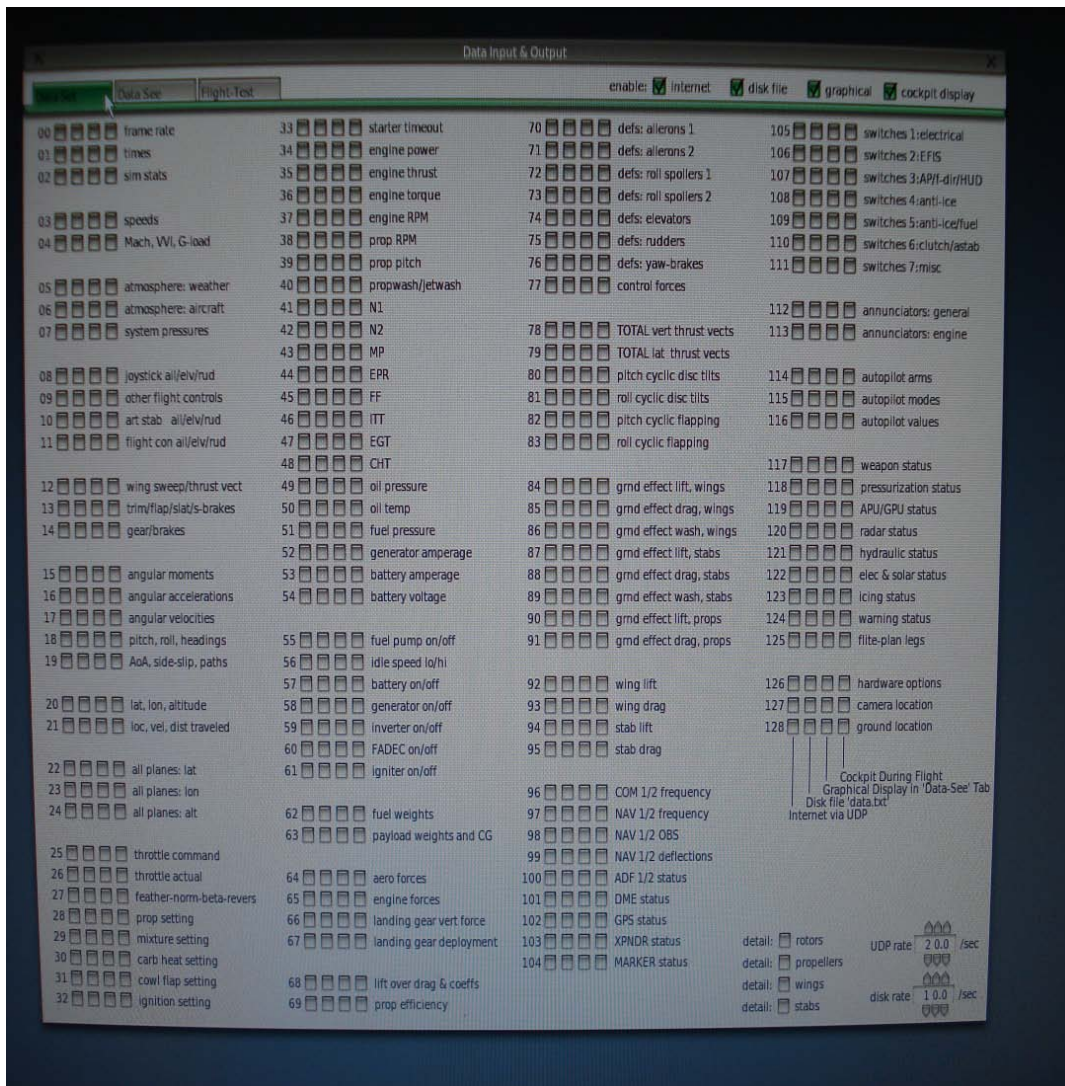 Data Input & Output
X X
Data Set Data See Flight-Test enable: internet disk file graphical cockpit display
00 frame rate
01 times
02 sim stats
03 speeds
04 Mach, VVI, G-load
05 atmosphere: weather
06 atmosphere: aircraft
07 system pressures
08 joystick ail/elv/rud
09 other flight controls
10 art stab ail/elv/rud
11 flight con ail/elv/rud
12 wing sweep/thrust vect
13 trim/flap/slat/s-brakes
14 gear/brakes
15 angular moments
16 angular accelerations
17 angular velocities
18 pitch, roll, headings
19 AoA, side-slip, paths
20 lat, lon, altitude
21 loc, vel, dist traveled
22 all planes: lat
23 all planes: lon
24 all planes: alt
25 throttle command
26 throttle actual
27 feather-norm-beta-revers
28 prop setting
29 mixture setting
30 carb heat setting
31 cowl flap setting
32 ignition setting
33 starter timeout
34 engine power
35 engine thrust
36 engine torque
37 engine RPM
38 prop RPM
39 prop pitch
40 propwash/jetwash
41 N1
42 N2
43 MP
44 EPR
45 FF
46 ITT
47 EGT
48 CHT
49 oil pressure
50 oil temp
51 fuel pressure
52 generator amperage
53 battery amperage
54 battery voltage
55 fuel pump on/off
56 idle speed lo/hi
57 battery on/off
58 generator on/off
59 inverter on/off
60 FADEC on/off
61 igniter on/off
62 fuel weights
63 payload weights and CG
64 aero forces
65 engine forces
66 landing gear vert force
67 landing gear deployment
68 lift over drag & coeffs
69 prop efficiency
70 defs: ailerons 1
71 defs: ailerons 2
72 defs: roll spoilers 1
73 defs: roll spoilers 2
74 defs: elevators
75 defs: rudders
76 defs: yaw-brakes
77 control forces
78 TOTAL vert thrust vects
79 TOTAL lat thrust vects
80 pitch cyclic disc tilts
81 roll cyclic disc tilts
82 pitch cyclic flapping
83 roll cyclic flapping
84 grnd effect lift, wings
85 grnd effect drag, wings
86 grnd effect wash, wings
87 grnd effect lift, stabs
88 grnd effect drag, stabs
89 grnd effect wash, stabs
90 grnd effect lift, props
91 grnd effect drag, props
92 wing lift
93 wing drag
94 stab lift
95 stab drag
96 COM 1/2 frequency
97 NAV 1/2 frequency
98 NAV 1/2 OBS
99 NAV 1/2 deflections
100 ADF 1/2 status
101 DME status
102 GPS status
103 XPNDR status
104 MARKER status
105 switches 1:electrical
106 switches 2:EFIS
107 switches 3:AP/f-dir/HUD
108 switches 4:anti-ice
109 switches 5:anti-ice/fuel
110 switches 6:clutch/astab
111 switches 7:misc
112 annunciators: general
113 annunciators: engine
114 autopilot arms
115 autopilot modes
116 autopilot values
117 weapon status
118 pressurization status
119 APU/GPU status
120 radar status
121 hydraulic status
122 elec & solar status
123 icing status
124 warning status
125 flite-plan legs
126 hardware options
127 camera location
128 ground location
Cockpit During Flight
Graphical Display in 'Data-See' Tab
Disk file 'data.txt'
Internet via UDP
detail: rotors
detail: propellers
detail: wings
detail: stabs
UDP rate 20.0 /sec
disk rate 10.0 /sec